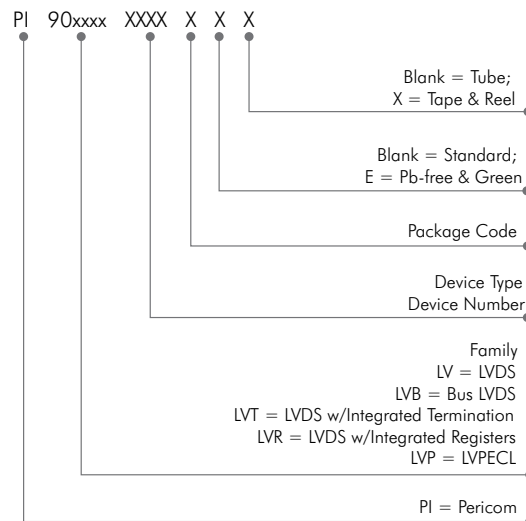 PI 90xxxx XXXX X X X
Blank = Tube;
X = Tape & Reel
Blank = Standard;
E = Pb-free & Green
Package Code
Device Type
Device Number
Family
LV = LVDS
LVB = Bus LVDS
LVT = LVDS w/Integrated Termination
LVR = LVDS w/Integrated Registers
LVP = LVPECL
PI = Pericom